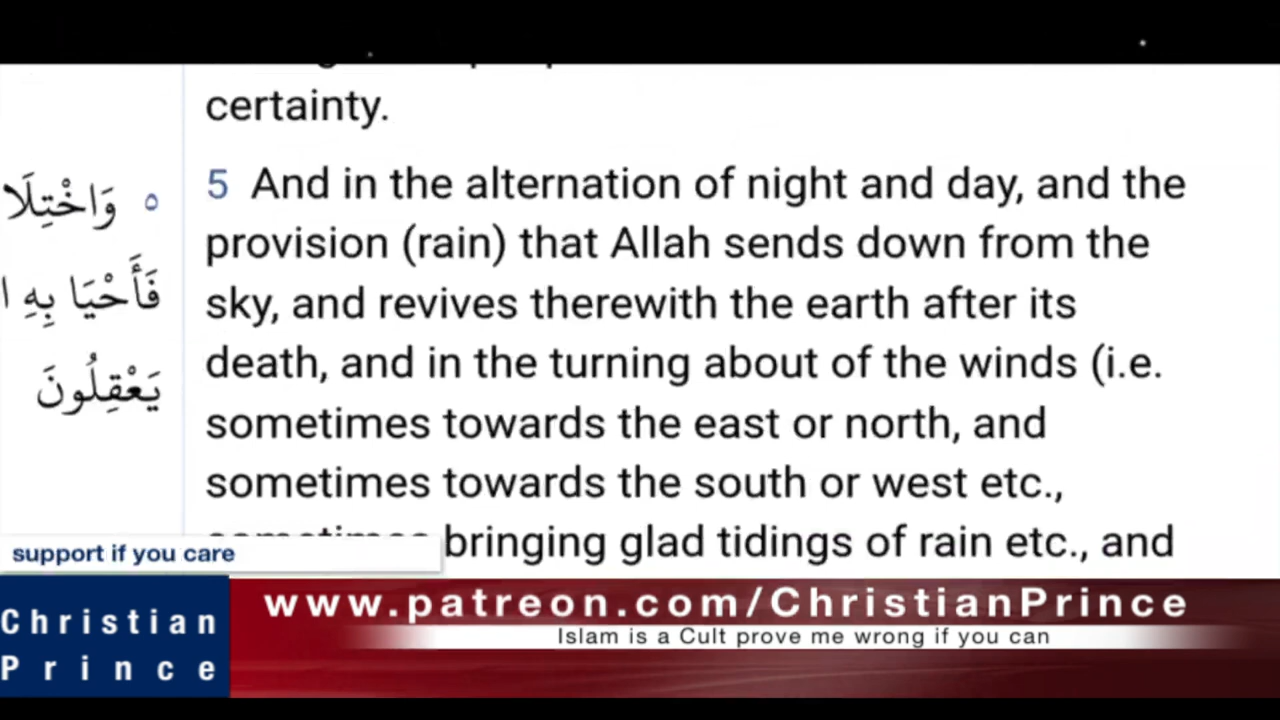 certainty.
5 And in the alternation of night and day, and the
provision (rain) that Allah sends down from the
sky, and revives therewith the earth after its
death, and in the turning about of the winds (i.e.
sometimes towards the east or north, and
sometimes towards the south or west etc.,
sometimes bringing glad tidings of rain etc., and
٥ وَاخْتِلَا
فَأَحْيَا بِهِ ا
يَعْقِلُونَ
support if you care
Christian
Prince
www.patreon.com/ChristianPrince
Islam is a Cult prove me wrong if you can